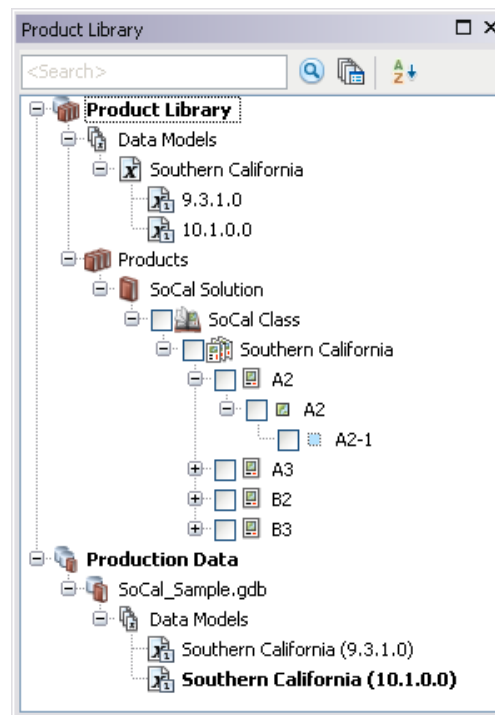 Product Library
<Search>
Product Library
Data Models
Southern California
9.3.1.0
10.1.0.0
Products
SoCal Solution
SoCal Class
Southern California
A2
A2
A2-1
A3
B2
B3
Production Data
SoCal_Sample.gdb
Data Models
Southern California (9.3.1.0)
Southern California (10.1.0.0)